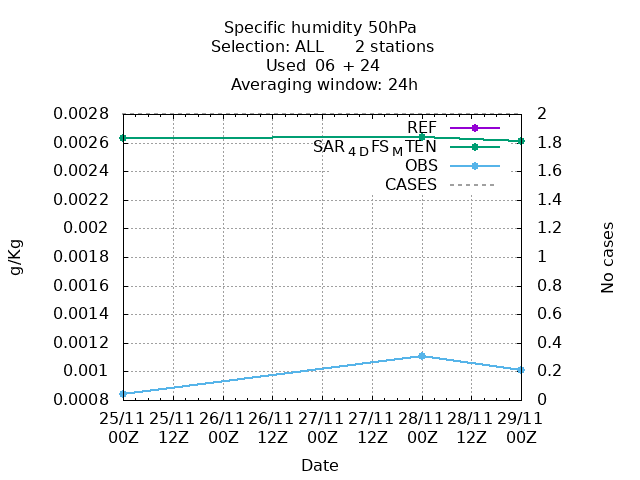 Specific humidity 50hPa
Selection: ALL 2 stations
Used 06 + 24
Averaging window: 24h
0.0028
0.0026
0.0024
0.0022
0.002
0.0018
0.0016
0.0014
0.0012
0.001
0.0008
g/Kg
REF
SAR4DFSMTEN
OBS
CASES
2
1.8
1.6
1.4
1.2
1
0.8
0.6
0.4
0.2
0
No cases
25/11 25/11 26/11 26/11 27/11 27/11 28/11 28/11 29/11
00Z 12Z 00Z 12Z 00Z 12Z 00Z 12Z 00Z
Date